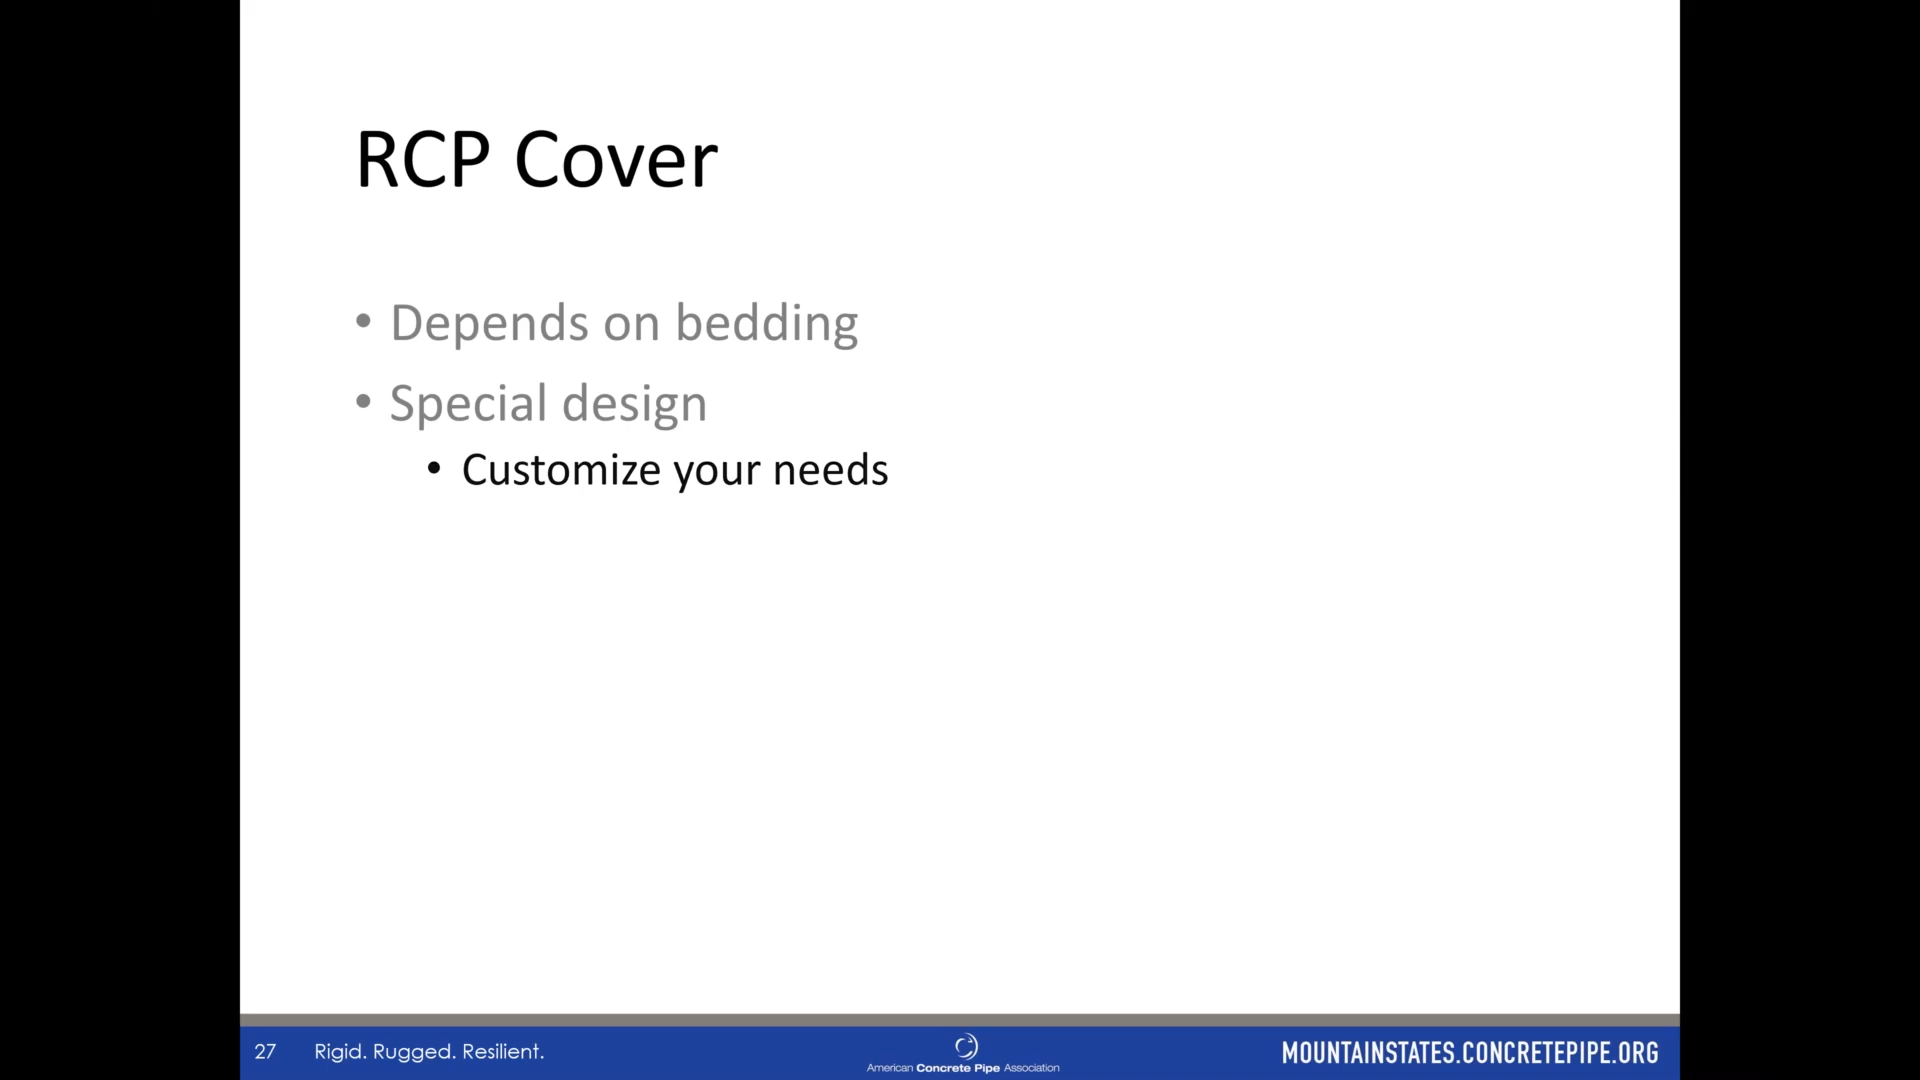 RCP Cover
• Depends on bedding
• Special design
• Customize your needs
27 Rigid. Rugged. Resilient.
American Concrete Pipe Association
MOUNTAINSTATES.CONCRETEPIPE.ORG